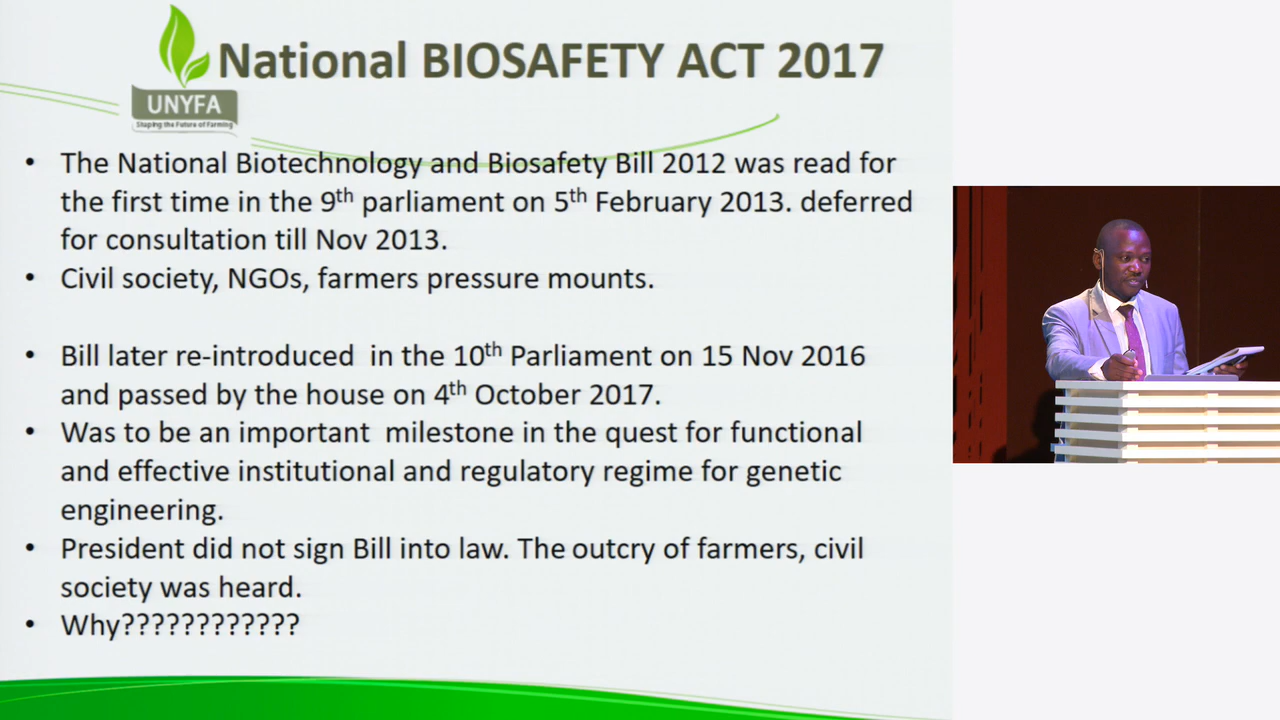 National BIOSAFETY ACT 2017
UNYFA
Shaping the Future of Farming
• The National Biotechnology and Biosafety Bill 2012 was read for
the first time in the 9th parliament on 5th February 2013. deferred
for consultation till Nov 2013.
• Civil society, NGOs, farmers pressure mounts.
• Bill later re-introduced in the 10th Parliament on 15 Nov 2016
and passed by the house on 4th October 2017.
• Was to be an important milestone in the quest for functional
and effective institutional and regulatory regime for genetic
engineering.
• President did not sign Bill into law. The outcry of farmers, civil
society was heard.
• Why????????????